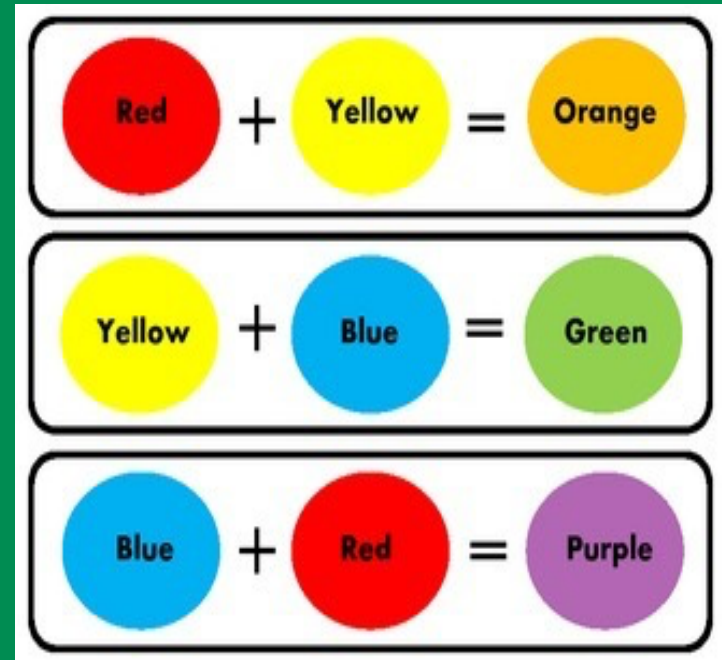 Red + Yellow = Orange
Yellow + Blue = Green
Blue + Red = Purple